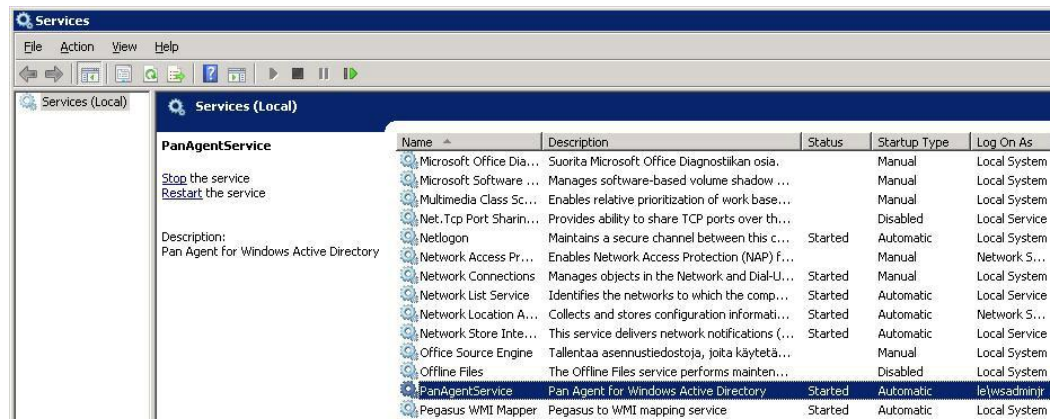 Services
File Action View Help
Services (Local)
Services (Local)
PanAgentService
Stop the service
Restart the service
Description:
Pan Agent for Windows Active Directory
Name Description Status Startup Type Log On As
Microsoft Office Dia... Suorita Microsoft Office Diagnostiikan osia. Manual Local System
Microsoft Software ... Manages software-based volume shadow ... Manual Local System
Multimedia Class Sc... Enables relative prioritization of work base... Manual Local System
Net.Tcp Port Sharin... Provides ability to share TCP ports over th... Disabled Local Service
Netlogon Maintains a secure channel between this c... Started Automatic Local System
Network Access Pr... Enables Network Access Protection (NAP) f... Manual Network S...
Network Connections Manages objects in the Network and Dial-U... Started Manual Local System
Network List Service Identifies the networks to which the comp... Started Automatic Local Service
Network Location A... Collects and stores configuration informati... Started Automatic Network S...
Network Store Inte... This service delivers network notifications (... Started Automatic Local Service
Office Source Engine Tallentaa asennustiedostoja, joita käytetä... Manual Local System
Offline Files The Offline Files service performs mainten... Disabled Local System
PanAgentService Pan Agent for Windows Active Directory Started Automatic le\wsadminjr
Pegasus WMI Mapper Pegasus to WMI mapping service Started Automatic Local System